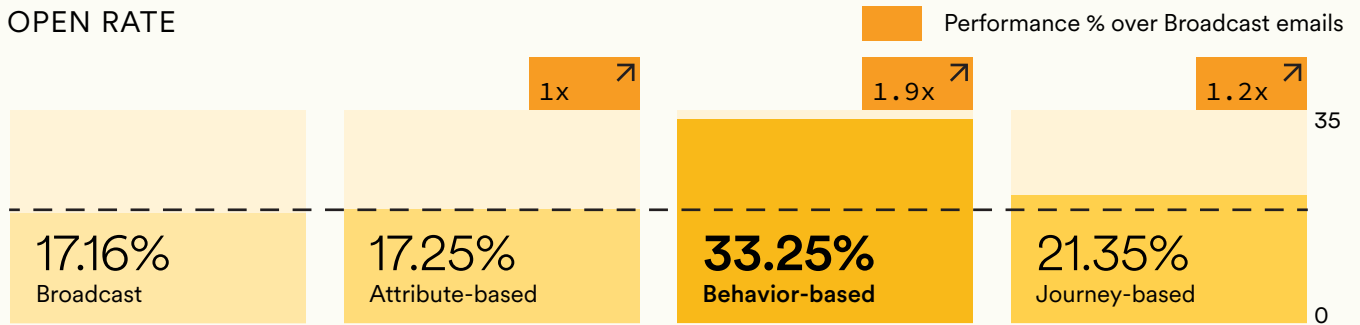 OPEN RATE
Performance % over Broadcast emails
1x
1.9x
1.2x
35
17.16%
Broadcast
17.25%
Attribute-based
33.25%
Behavior-based
21.35%
Journey-based
0